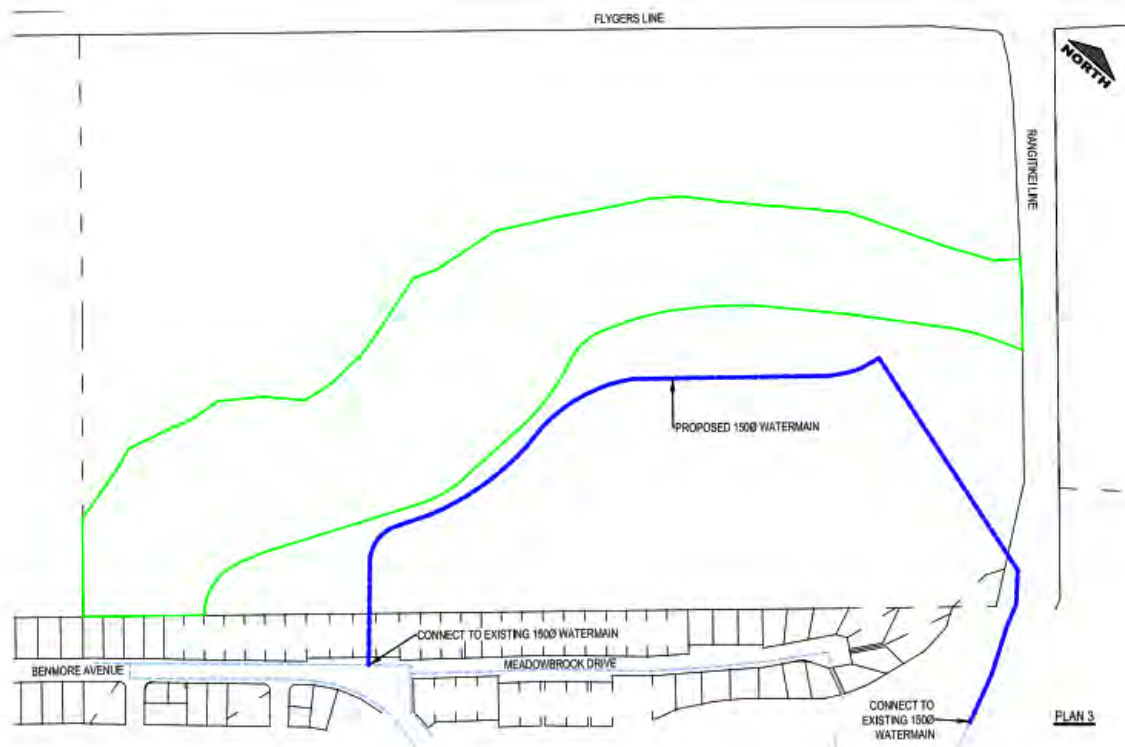 FLYGERS LINE
NORTH
RANGITIKEI LINE
PROPOSED 150Ø WATERMAIN
CONNECT TO EXISTING 150Ø WATERMAIN
BENMORE AVENUE
MEADOWBROOK DRIVE
CONNECT TO
EXISTING 150Ø
WATERMAIN
PLAN 3